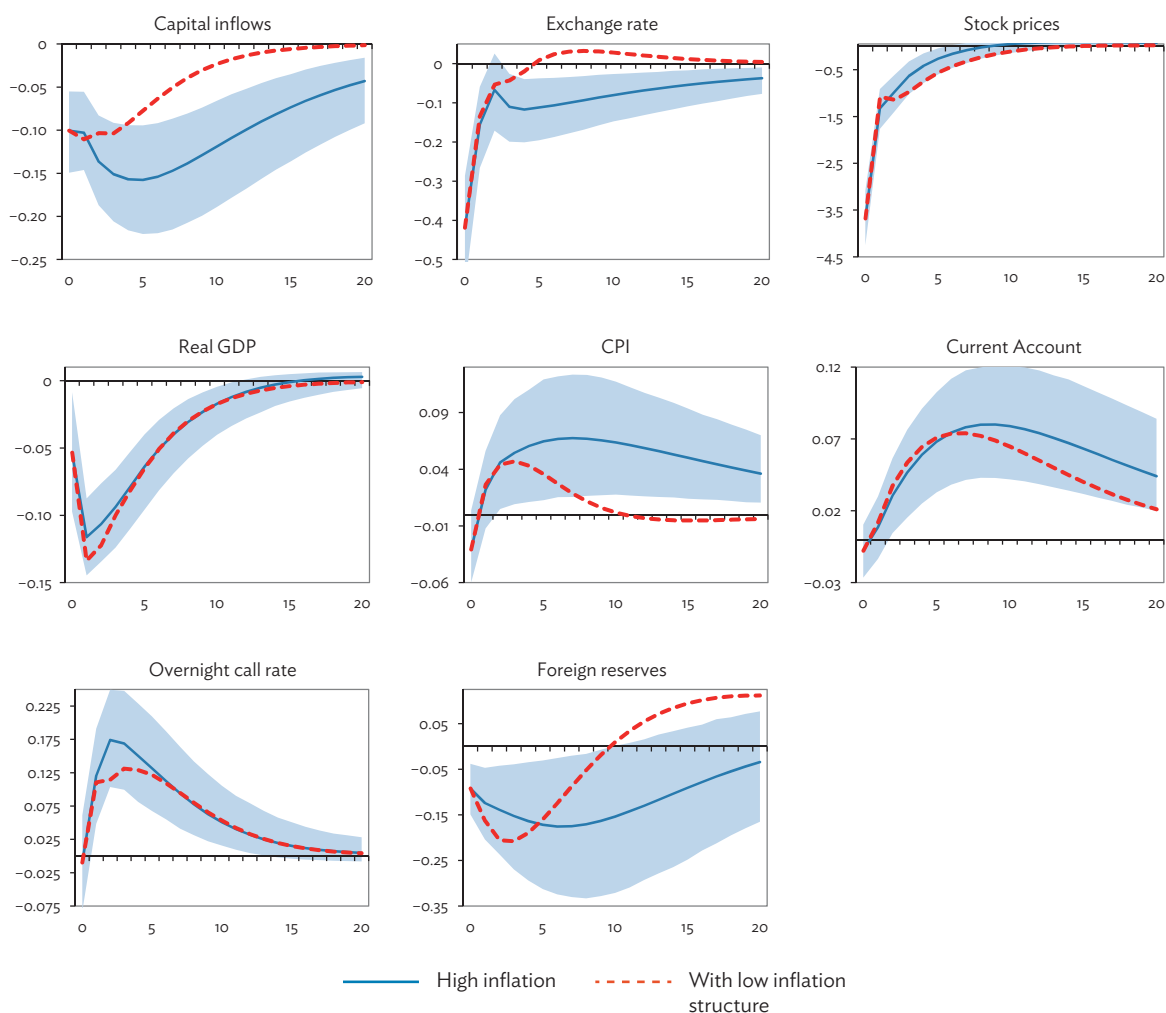 Capital inflows
0
−0.05
−0.10
−0.15
−0.20
−0.25
0 5 10 15 20
Exchange rate
0
−0.1
−0.2
−0.3
−0.4
−0.5
0 5 10 15 20
Stock prices
−0.5
−1.5
−2.5
−3.5
−4.5
0 5 10 15 20
Real GDP
0
−0.05
−0.10
−0.15
0 5 10 15 20
CPI
0.09
0.04
−0.01
−0.06
0 5 10 15 20
Current Account
0.12
0.07
0.02
−0.03
0 5 10 15 20
Overnight call rate
0.225
0.175
0.125
0.075
0.025
−0.025
−0.075
0 5 10 15 20
Foreign reserves
0.05
−0.05
−0.15
−0.25
−0.35
0 5 10 15 20
High inflation
With low inflation
structure